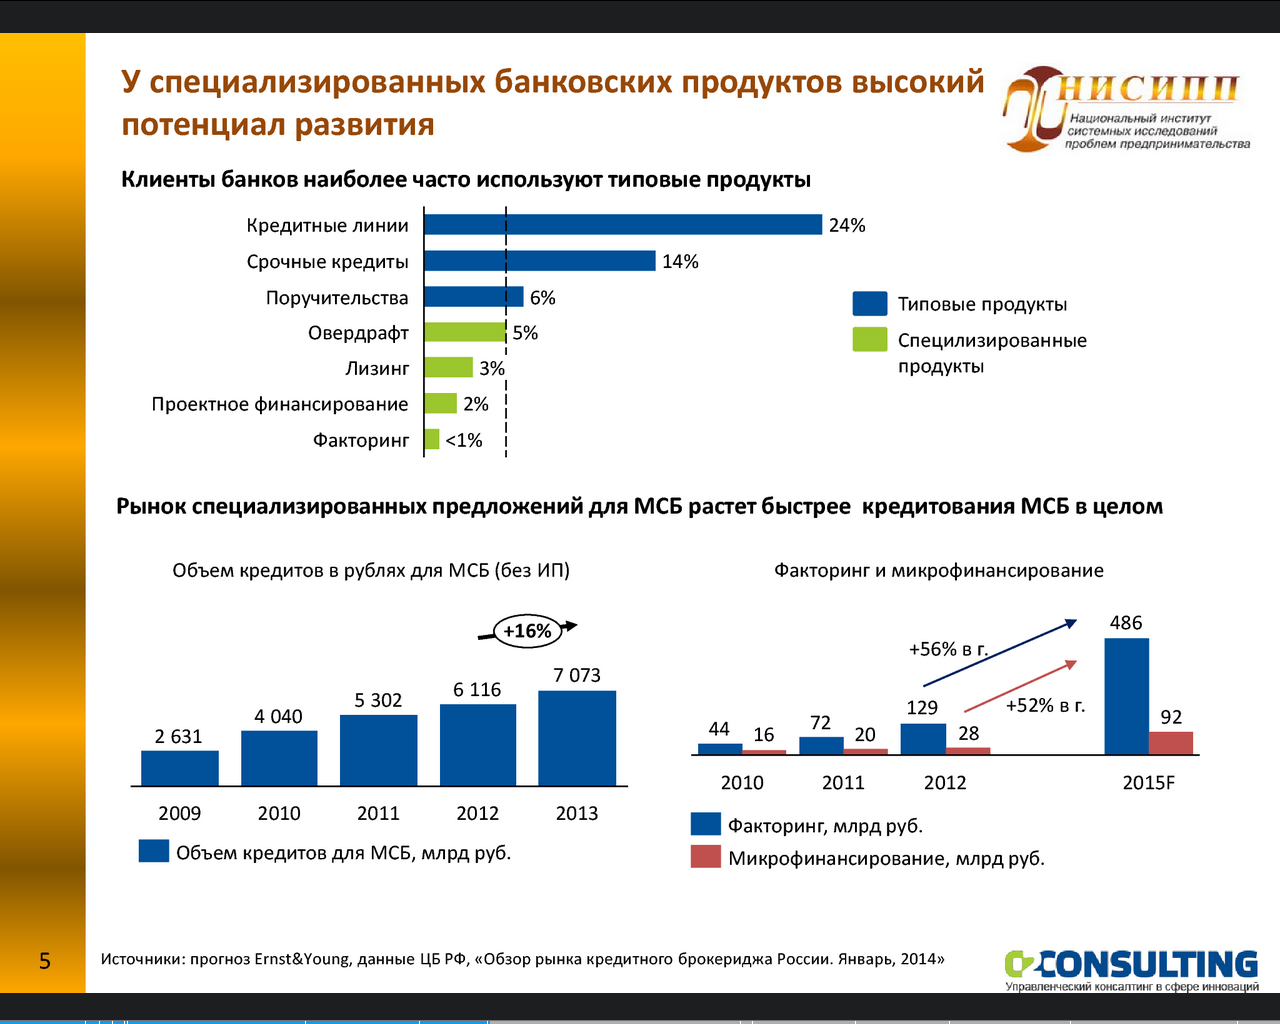 У специализированных банковских продуктов высокий
потенциал развития
НИСИПП
Национальный институт
системных исследований
проблем предпринимательства
Клиенты банков наиболее часто используют типовые продукты
Кредитные линии 24%
Срочные кредиты 14%
Поручительства 6%
Овердрафт 5%
Лизинг 3%
Проектное финансирование 2%
Факторинг <1%
Типовые продукты
Специлизированные
продукты
Рынок специализированных предложений для МСБ растет быстрее кредитования МСБ в целом
Объем кредитов в рублях для МСБ (без ИП)
+16%
2 631 4 040 5 302 6 116 7 073
2009 2010 2011 2012 2013
Объем кредитов для МСБ, млрд руб.
Факторинг и микрофинансирование
+56% в г.
+52% в г.
44 16 72 20 129 28 486 92
2010 2011 2012 2015F
Факторинг, млрд руб.
Микрофинансирование, млрд руб.
5
Источники: прогноз Ernst&Young, данные ЦБ РФ, «Обзор рынка кредитного брокериджа России. Январь, 2014»
C2CONSULTING
Управленческий консалтинг в сфере инноваций